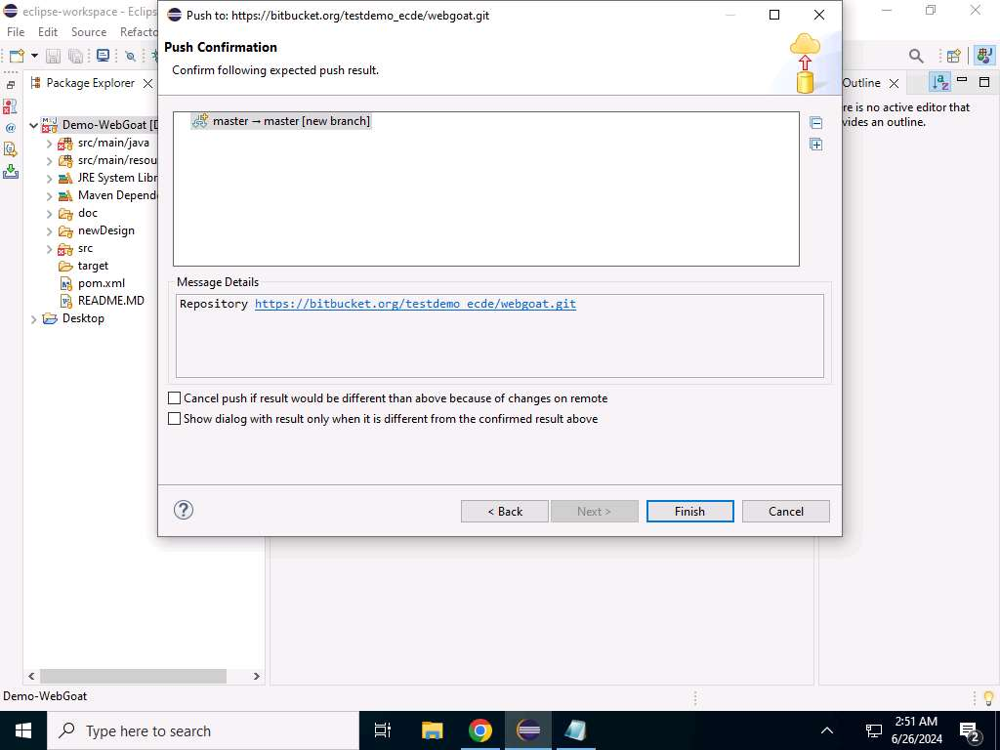 eclipse-workspace - Eclips
Push to: https://bitbucket.org/testdemo_ecde/webgoat.git
File Edit Source Refacto
Push Confirmation
Confirm following expected push result.
Package Explorer
Outline
master → master [new branch]
re is no active editor that
vides an outline.
Demo-WebGoat [D
src/main/java
src/main/resou
JRE System Libr
Maven Depend
doc
newDesign
src
target
pom.xml
README.MD
Desktop
Message Details
Repository https://bitbucket.org/testdemo_ecde/webgoat.git
Cancel push if result would be different than above because of changes on remote
Show dialog with result only when it is different from the confirmed result above
< Back
Next >
Finish
Cancel
Demo-WebGoat
Type here to search
2:51 AM
6/26/2024
2